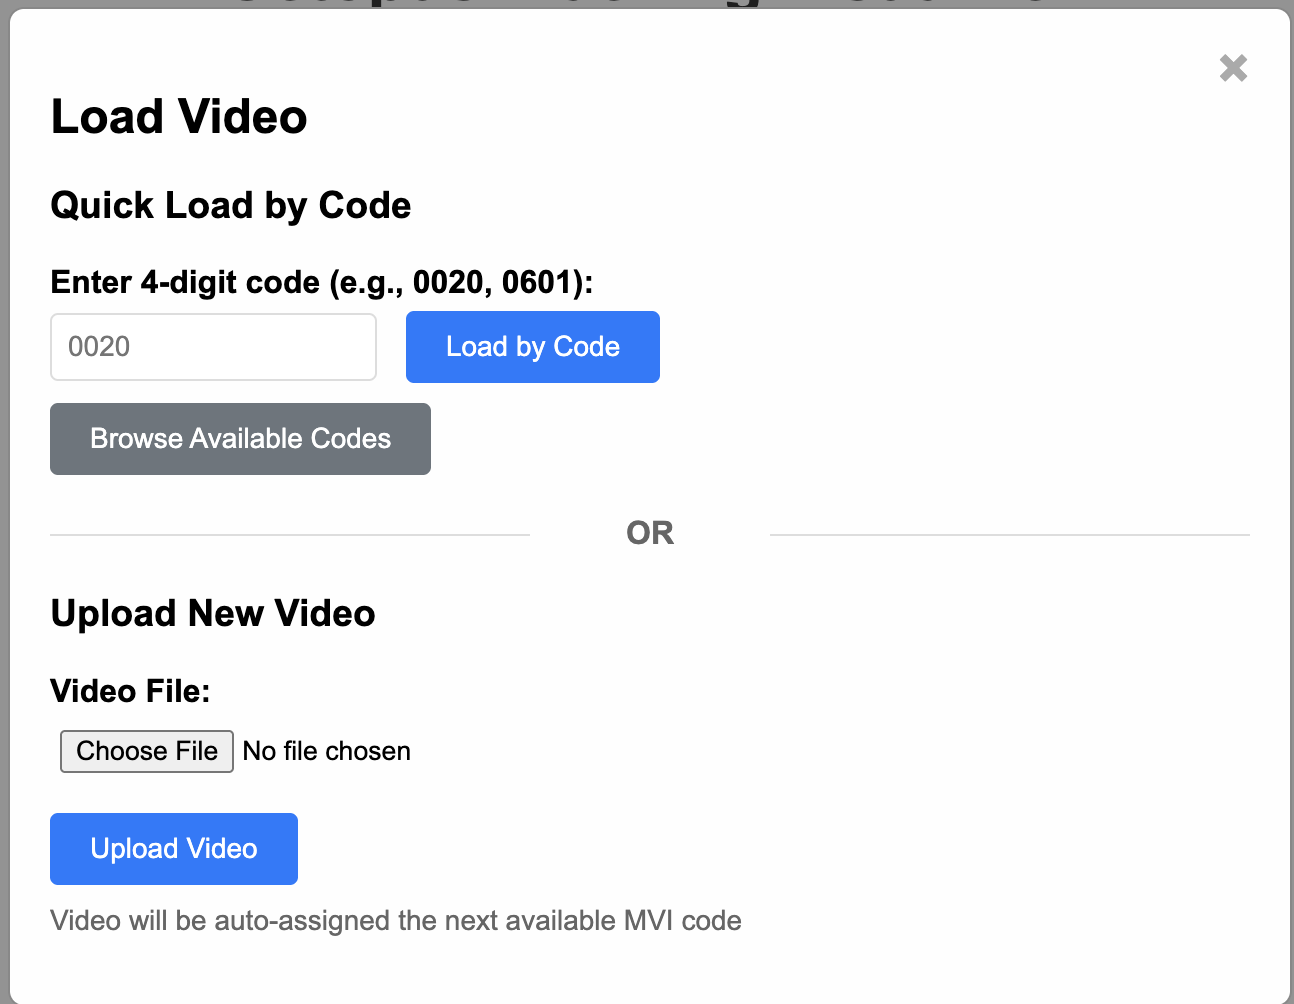 Load Video
Quick Load by Code
Enter 4-digit code (e.g., 0020, 0601):
0020
Load by Code
Browse Available Codes
OR
Upload New Video
Video File:
Choose File No file chosen
Upload Video
Video will be auto-assigned the next available MVI code